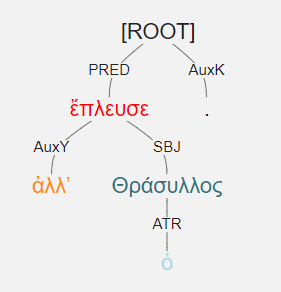 [ROOT]
PRED AuxK
ἔπλευσε .
AuxY SBJ
ἀλλ’ Θράσυλλος
ATR
ὁ